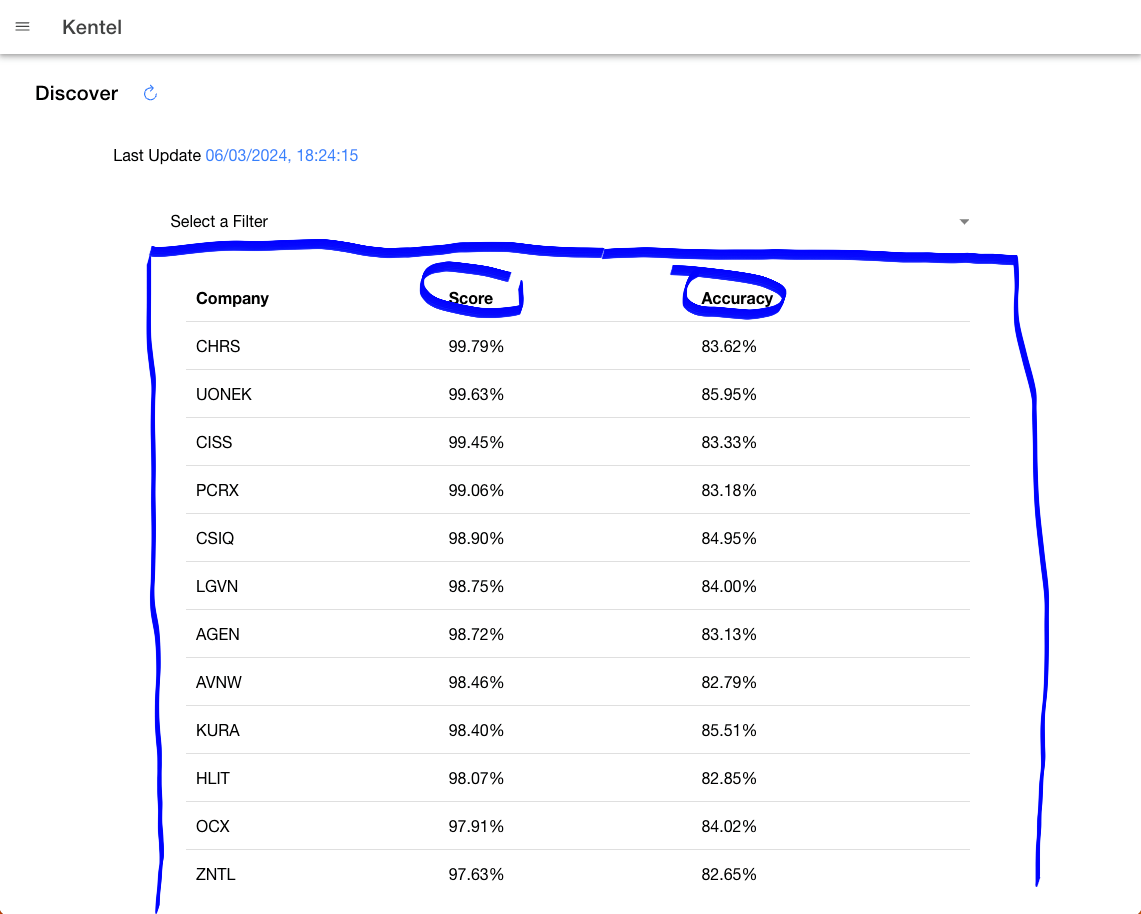 Kentel
Discover
Last Update 06/03/2024, 18:24:15
Select a Filter
Company Score Accuracy
CHRS 99.79% 83.62%
UONEK 99.63% 85.95%
CISS 99.45% 83.33%
PCRX 99.06% 83.18%
CSIQ 98.90% 84.95%
LGVN 98.75% 84.00%
AGEN 98.72% 83.13%
AVNW 98.46% 82.79%
KURA 98.40% 85.51%
HLIT 98.07% 82.85%
OCX 97.91% 84.02%
ZNTL 97.63% 82.65%